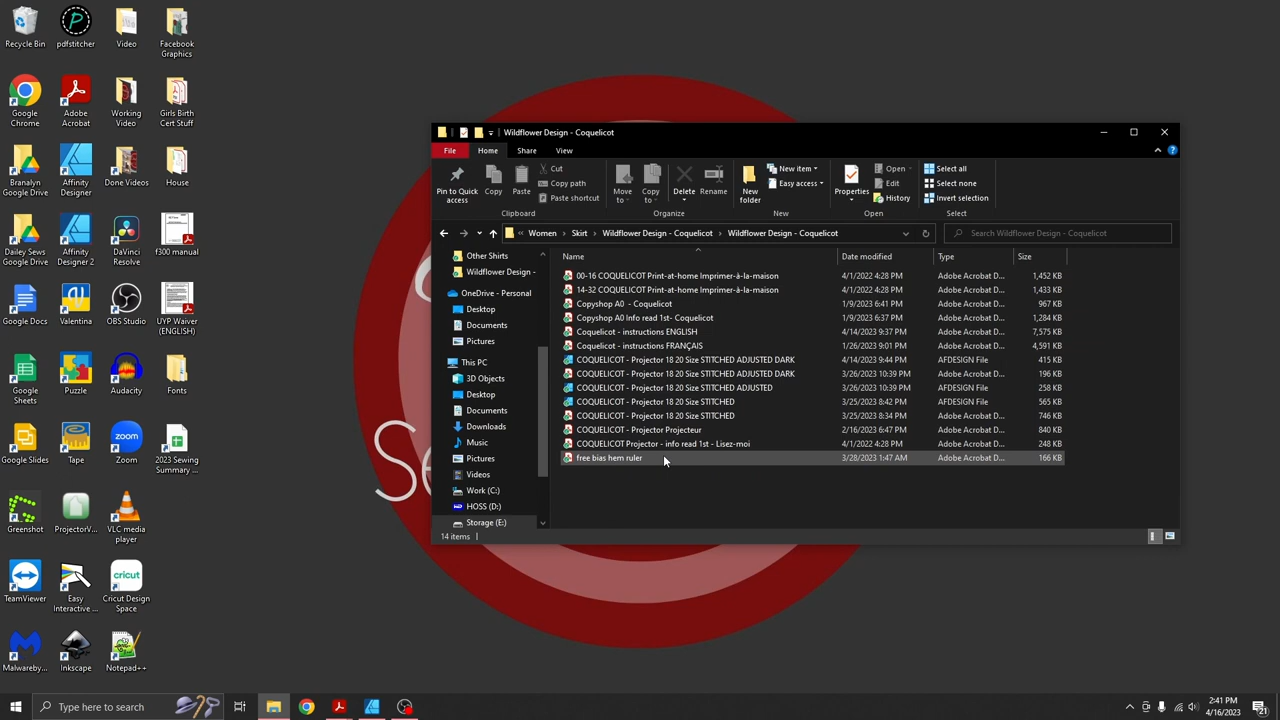 Recycle Bin
pdfstitcher
Video
Facebook
Graphics
Google
Chrome
Adobe
Acrobat
Working
Video
Girls Birth
Cert Stuff
Branalyn
Google Drive
Affinity
Designer
Done Videos
House
Dailey Sews
Google Drive
Affinity
Designer 2
DaVinci
Resolve
f300 manual
Google Docs
Valentina
OBS Studio
UYP Waiver
(ENGLISH)
Google
Sheets
Puzzle
Audacity
Fonts
Google Slides
Tape
Zoom
2023 Sewing
Summary ...
Greenshot
ProjectorV...
VLC media
player
TeamViewer
Easy
Interactive ...
Cricut Design
Space
Malwareby...
Inkscape
Notepad++
Wildflower Design - Coquelicot
File
Home
Share
View
Pin to Quick
access
Copy
Paste
Cut
Copy path
Paste shortcut
Clipboard
Move
to
Copy
to
Delete
Rename
Organize
New
folder
New item
Easy access
New
Properties
Open
Edit
History
Open
Select all
Select none
Invert selection
Select
Women
Skirt
Wildflower Design - Coquelicot
Wildflower Design - Coquelicot
Search Wildflower Design - Coquelicot
Other Shirts
Wildflower Design -
OneDrive - Personal
Desktop
Documents
Pictures
This PC
3D Objects
Desktop
Documents
Downloads
Music
Pictures
Videos
Work (C:)
HOSS (D:)
Storage (E:)
Name Date modified Type Size
00-16 COQUELICOT Print-at-home Imprimer-à-la-maison 4/1/2022 4:28 PM Adobe Acrobat D... 1,452 KB
14-32 COQUELICOT Print-at-home Imprimer-à-la-maison 4/1/2022 4:28 PM Adobe Acrobat D... 1,433 KB
Copyshop A0 - Coquelicot 1/9/2023 6:41 PM Adobe Acrobat D... 967 KB
Copyshop A0 Info read 1st- Coquelicot 1/9/2023 6:37 PM Adobe Acrobat D... 1,284 KB
Coquelicot - instructions ENGLISH 4/14/2023 9:37 PM Adobe Acrobat D... 7,575 KB
Coquelicot - instructions FRANÇAIS 1/26/2023 9:01 PM Adobe Acrobat D... 4,591 KB
COQUELICOT - Projector 18 20 Size STITCHED ADJUSTED DARK 4/14/2023 9:44 PM AFDESIGN File 415 KB
COQUELICOT - Projector 18 20 Size STITCHED ADJUSTED DARK 3/26/2023 10:39 PM Adobe Acrobat D... 196 KB
COQUELICOT - Projector 18 20 Size STITCHED ADJUSTED 3/26/2023 10:39 PM AFDESIGN File 258 KB
COQUELICOT - Projector 18 20 Size STITCHED 3/25/2023 8:42 PM AFDESIGN File 565 KB
COQUELICOT - Projector 18 20 Size STITCHED 3/25/2023 8:34 PM Adobe Acrobat D... 746 KB
COQUELICOT - Projector Projecteur 2/16/2023 6:47 PM Adobe Acrobat D... 840 KB
COQUELICOT Projector - info read 1st - Lisez-moi 4/1/2022 4:28 PM Adobe Acrobat D... 248 KB
free bias hem ruler 3/28/2023 1:47 AM Adobe Acrobat D... 166 KB
14 items
Type here to search
2:41 PM
4/16/2023
21